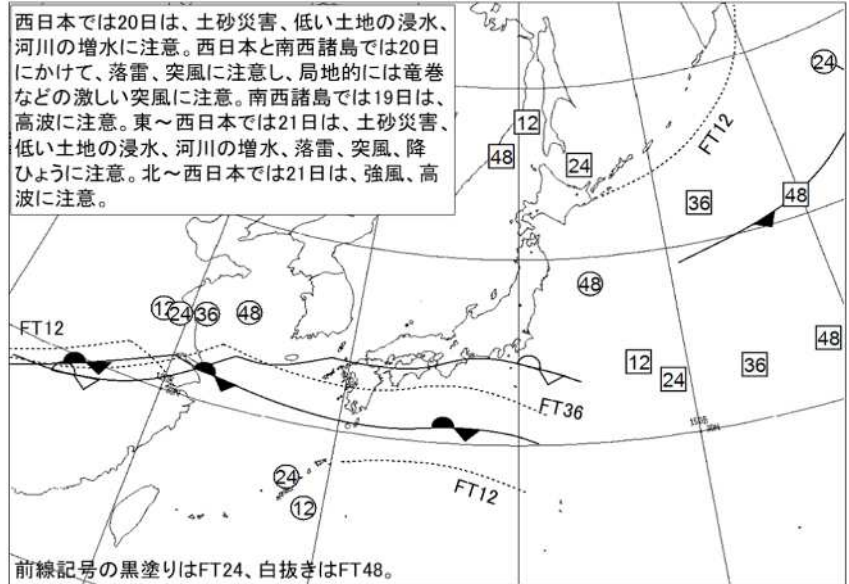 西日本では20日は、土砂災害、低い土地の浸水、
河川の増水に注意。西日本と南西諸島では20日
にかけて、落雷、突風に注意し、局地的には竜巻
などの激しい突風に注意。南西諸島では19日は、
高波に注意。東～西日本では21日は、土砂災害、
低い土地の浸水、河川の増水、落雷、突風、降
ひょうに注意。北～西日本では21日は、強風、高
波に注意。
24
12
48
24
FT12
36
48
48
12
24
36
48
FT12
48
12
24
36
48
FT36
150E
24
12
FT12
前線記号の黒塗りはFT24、白抜きはFT48。